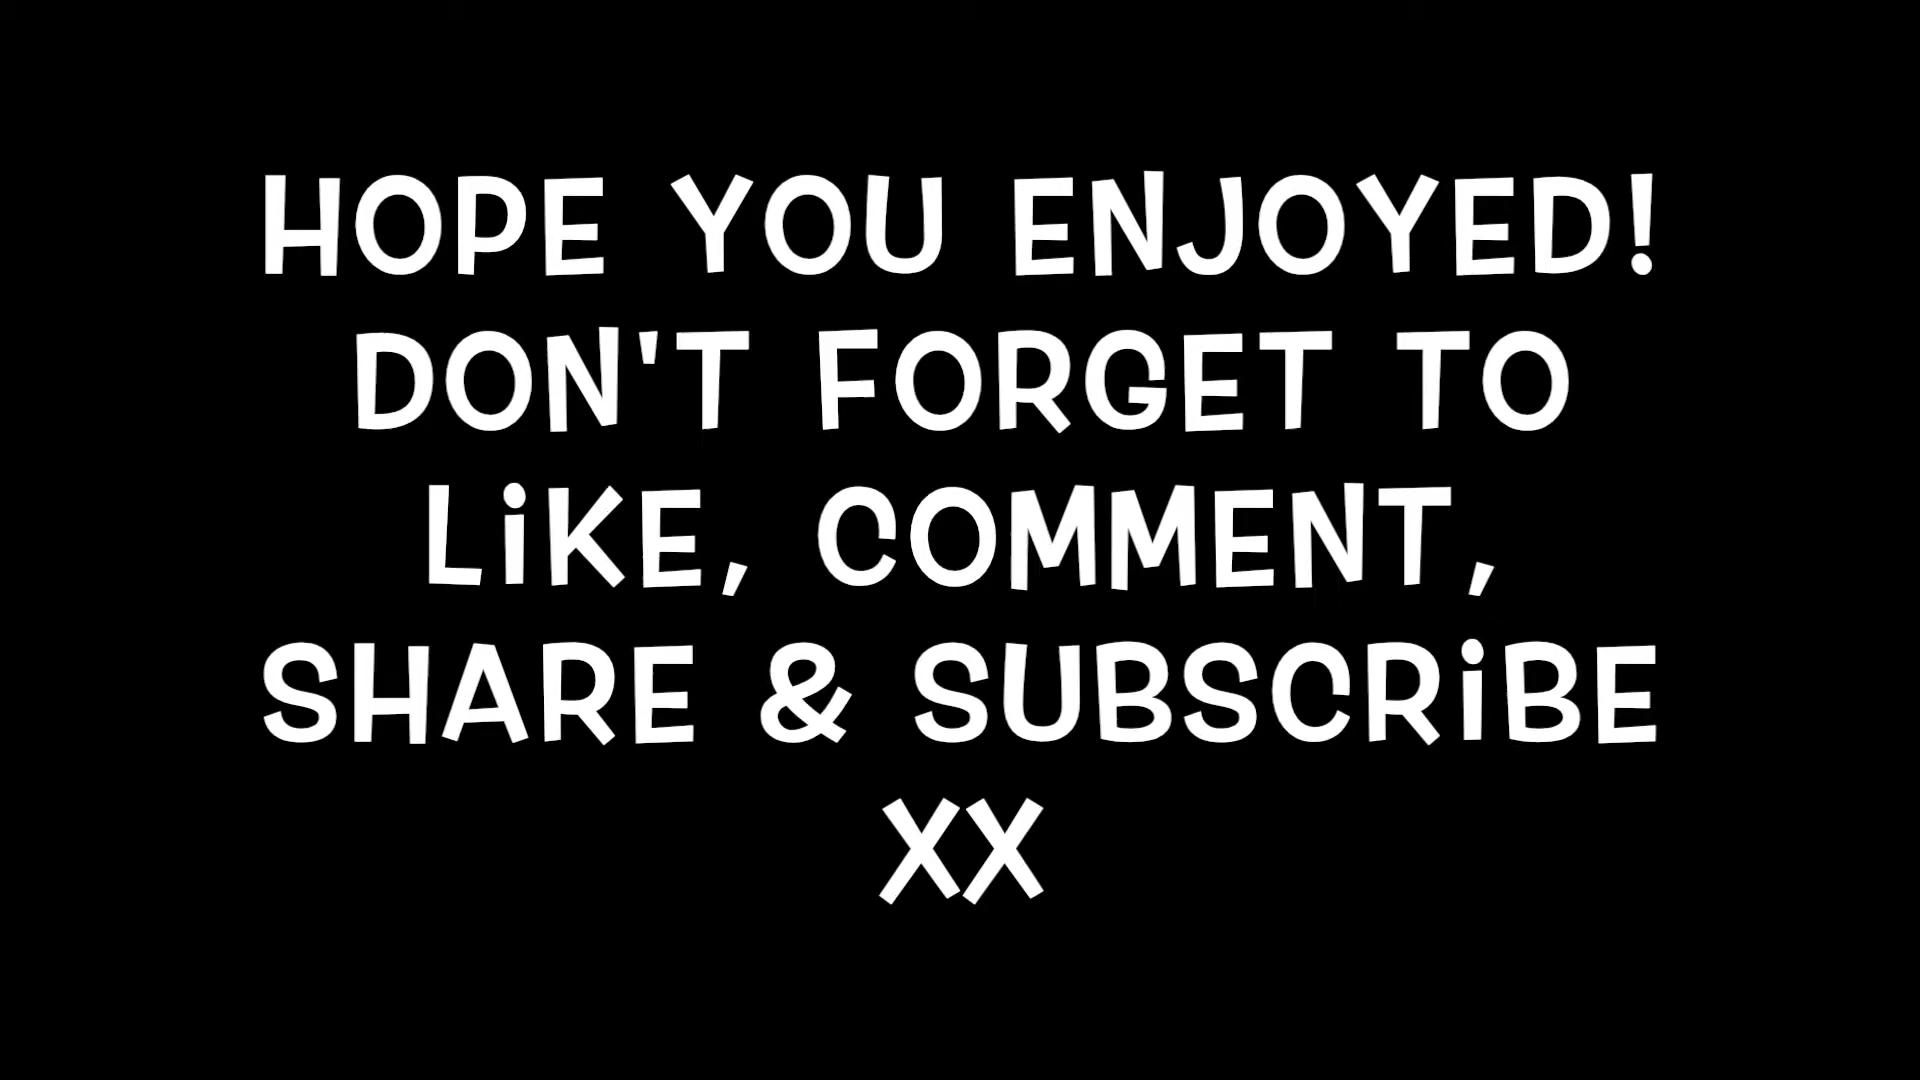 HOPE YOU ENJOYED!
DON'T FORGET TO
LiKE, COMMENT,
SHARE & SUBSCRiBE
XX